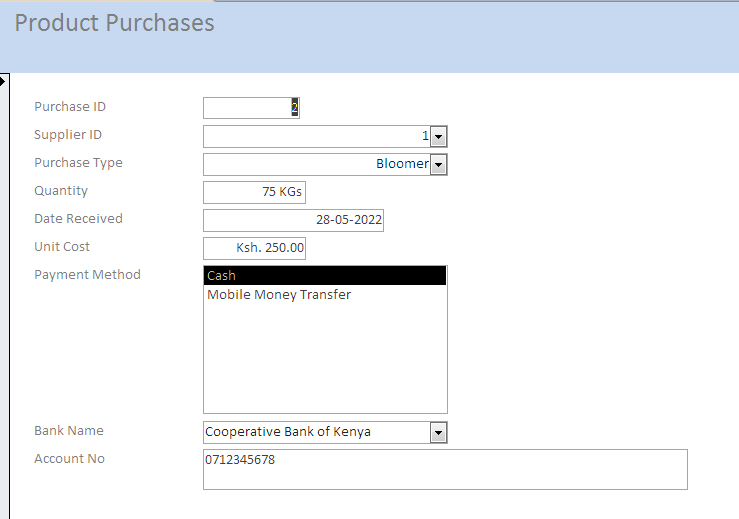 Product Purchases
Purchase ID 2
Supplier ID 1
Purchase Type Bloomer
Quantity 75 KGs
Date Received 28-05-2022
Unit Cost Ksh. 250.00
Payment Method Cash
Mobile Money Transfer
Bank Name Cooperative Bank of Kenya
Account No 0712345678